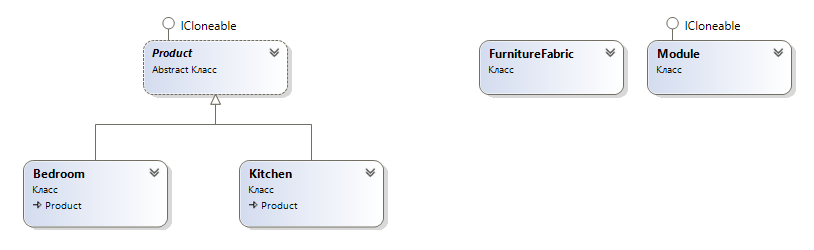 ICloneable
Product
Abstract Класс
FurnitureFabric
Класс
ICloneable
Module
Класс
Bedroom
Класс
Product
Kitchen
Класс
Product